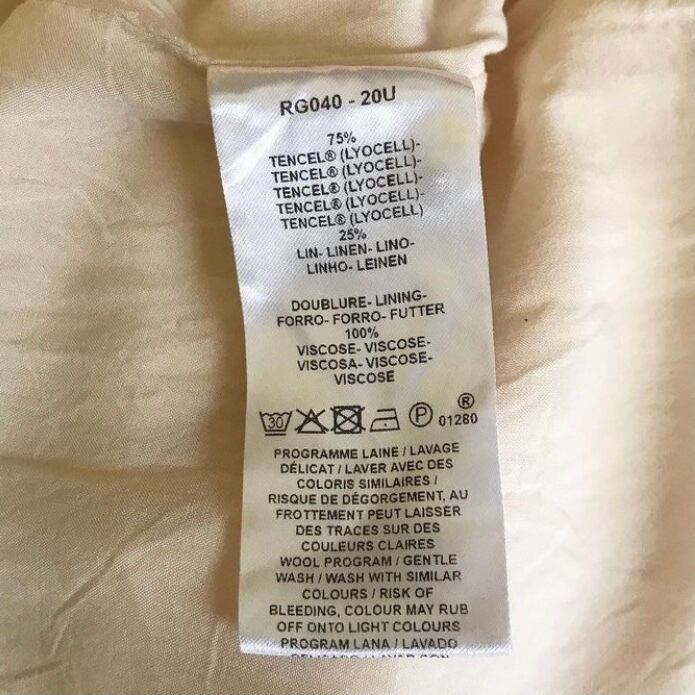 RG040 - 20U
75%
TENCEL® (LYOCELL)-
TENCEL® (LYOCELL)-
TENCEL® (LYOCELL)-
TENCEL® (LYOCELL)-
TENCEL® (LYOCELL)
25%
LIN- LINEN- LINO-
LINHO- LEINEN
DOUBLURE- LINING-
FORRO- FORRO- FUTTER
100%
VISCOSE- VISCOSE-
VISCOSA- VISCOSE-
VISCOSE
30 P ® 01280
PROGRAMME LAINE / LAVAGE
DÉLICAT / LAVER AVEC DES
COLORIS SIMILAIRES /
RISQUE DE DÉGORGEMENT, AU
FROTTEMENT PEUT LAISSER
DES TRACES SUR DES
COULEURS CLAIRES
WOOL PROGRAM / GENTLE
WASH / WASH WITH SIMILAR
COLOURS / RISK OF
BLEEDING, COLOUR MAY RUB
OFF ONTO LIGHT COLOURS
PROGRAM LANA / LAVADO